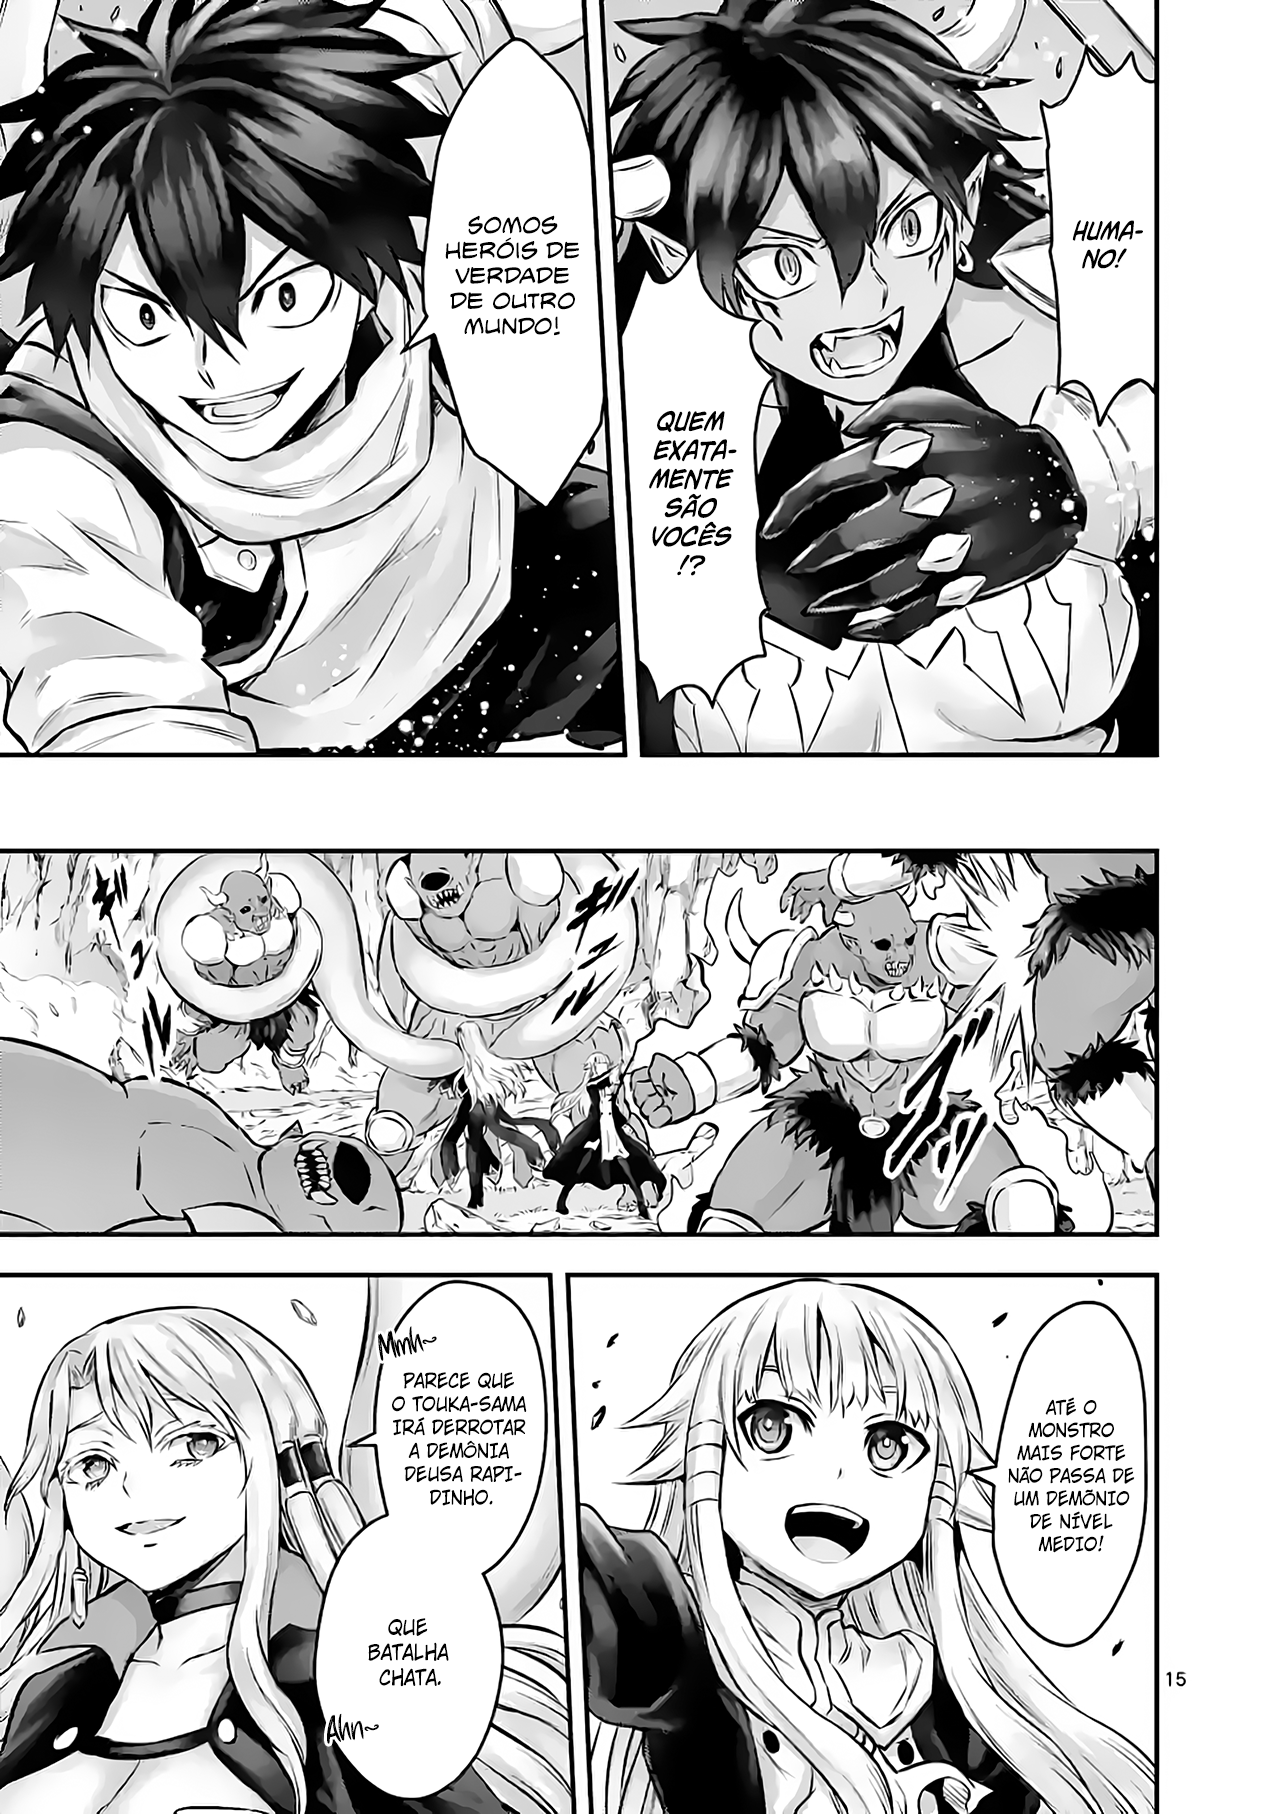 HUMA-
NO!
QUEM
EXATA-
MENTE
SÃO
VOCÊS
!?
SOMOS
HERÓIS DE
VERDADE
DE OUTRO
MUNDO!
ATÉ O
MONSTRO
MAIS FORTE
NÃO PASSA DE
UM DEMÕNIO
DE NÍVEL
MEDIO!
Mmh~
PARECE QUE
O TOUKA-SAMA
IRÁ DERROTAR
A DEMÔNIA
DEUSA RAPI-
DINHO.
QUE
BATALHA
CHATA.
Ahn~
15